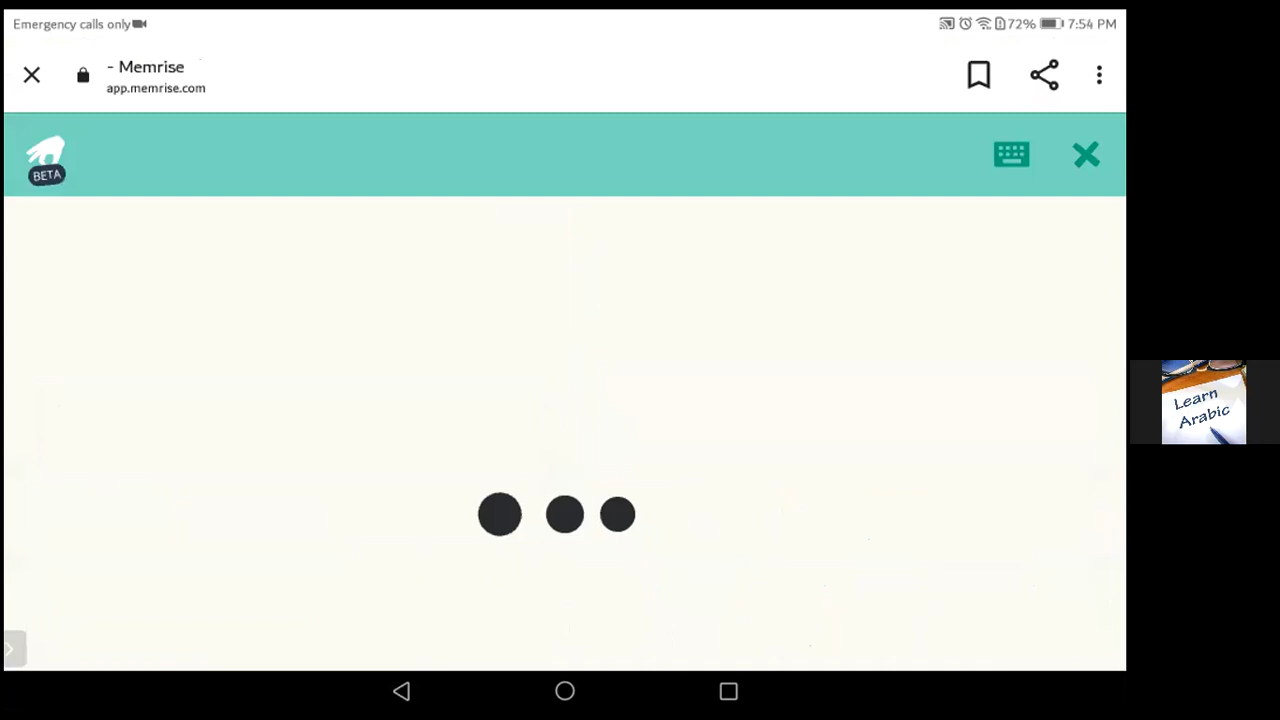 Emergency calls only
72% 7:54 PM
- Memrise
app.memrise.com
BETA
Learn
Arabic